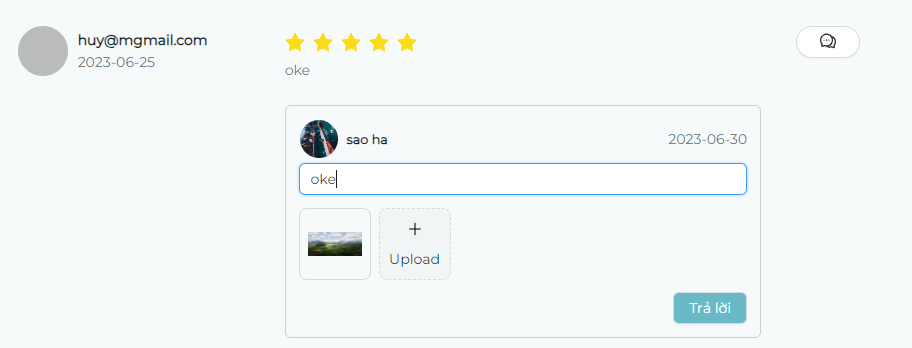 huy@mgmail.com
2023-06-25
oke
sao ha
2023-06-30
oke
Upload
Trả lời